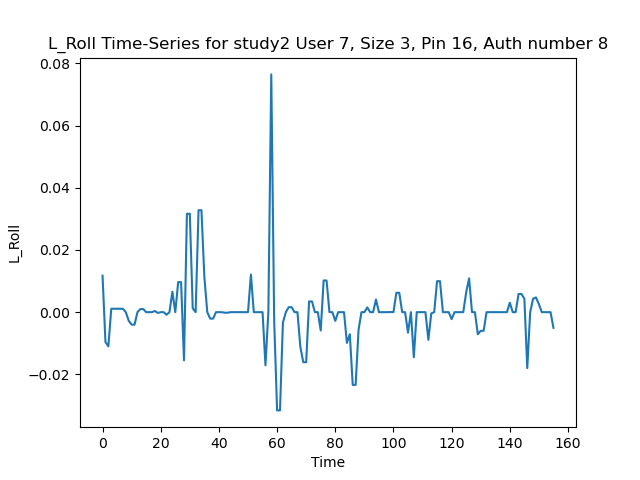 L_Roll Time-Series for study2 User 7, Size 3, Pin 16, Auth number 8
0.08
0.06
0.04
0.02
0.00
−0.02
L_Roll
0 20 40 60 80 100 120 140 160
Time